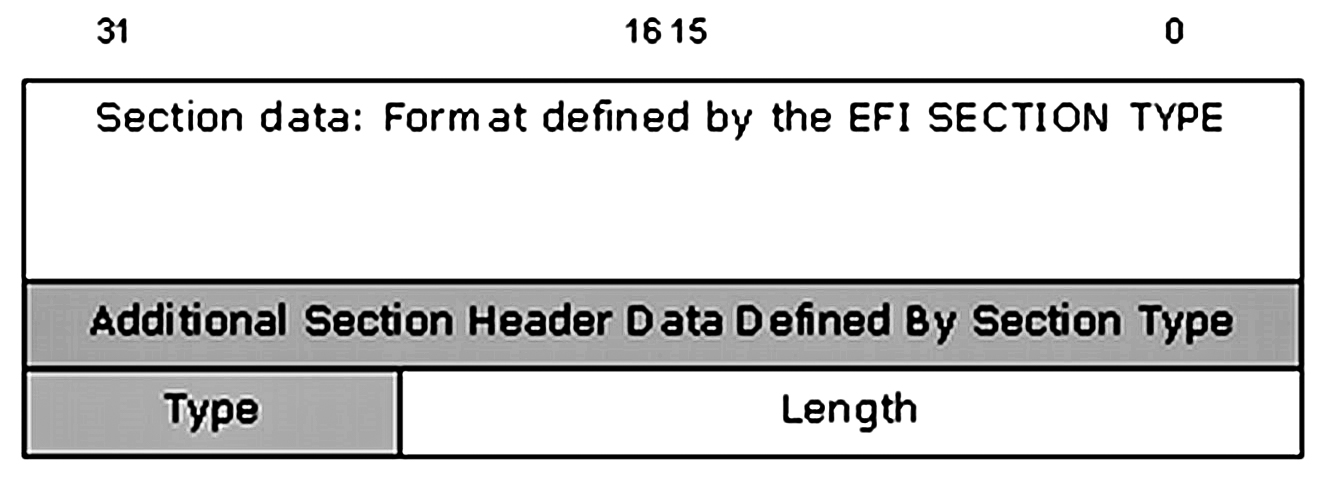 31 16 15 0
Section data: Format defined by the EFI SECTION TYPE
Additional Section Header Data Defined By Section Type
Type Length